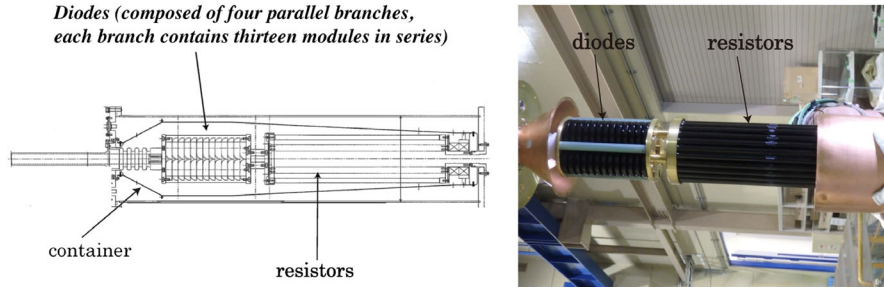 Diodes (composed of four parallel branches,
each branch contains thirteen modules in series)
container
resistors
diodes
resistors